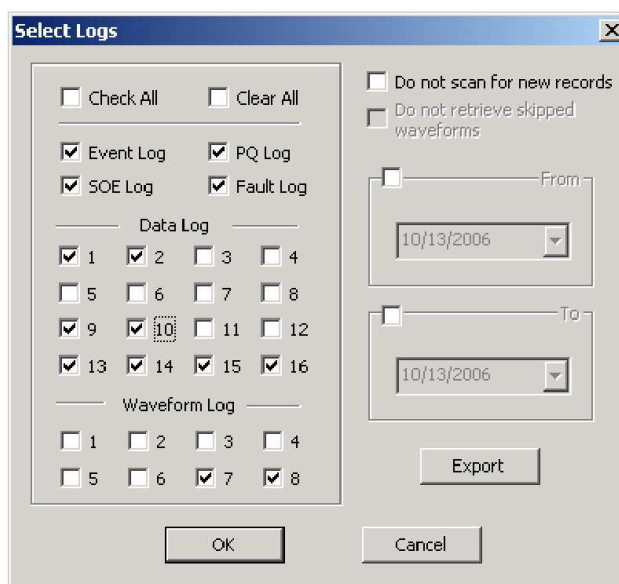 Select Logs
Check All Clear All
Event Log PQ Log
SOE Log Fault Log
Data Log
1 2 3 4
5 6 7 8
9 10 11 12
13 14 15 16
Waveform Log
1 2 3 4
5 6 7 8
Do not scan for new records
Do not retrieve skipped
waveforms
From
10/13/2006
To
10/13/2006
Export
OK Cancel